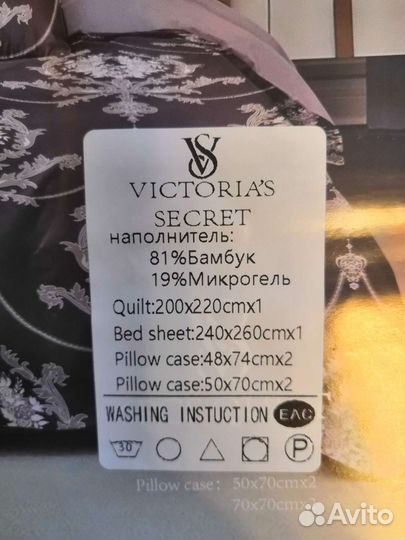 VS
VICTORIA'S
SECRET
наполнитель:
81%Бамбук
19%Микрогель
Quilt:200x220cmx1
Bed sheet:240x260cmx1
Pillow case:48x74cmx2
Pillow case:50x70cmx2
WASHING INSTUCTION EAC
30 P
Pillow case: 50x70cmx2
70x70cmx2
Avito